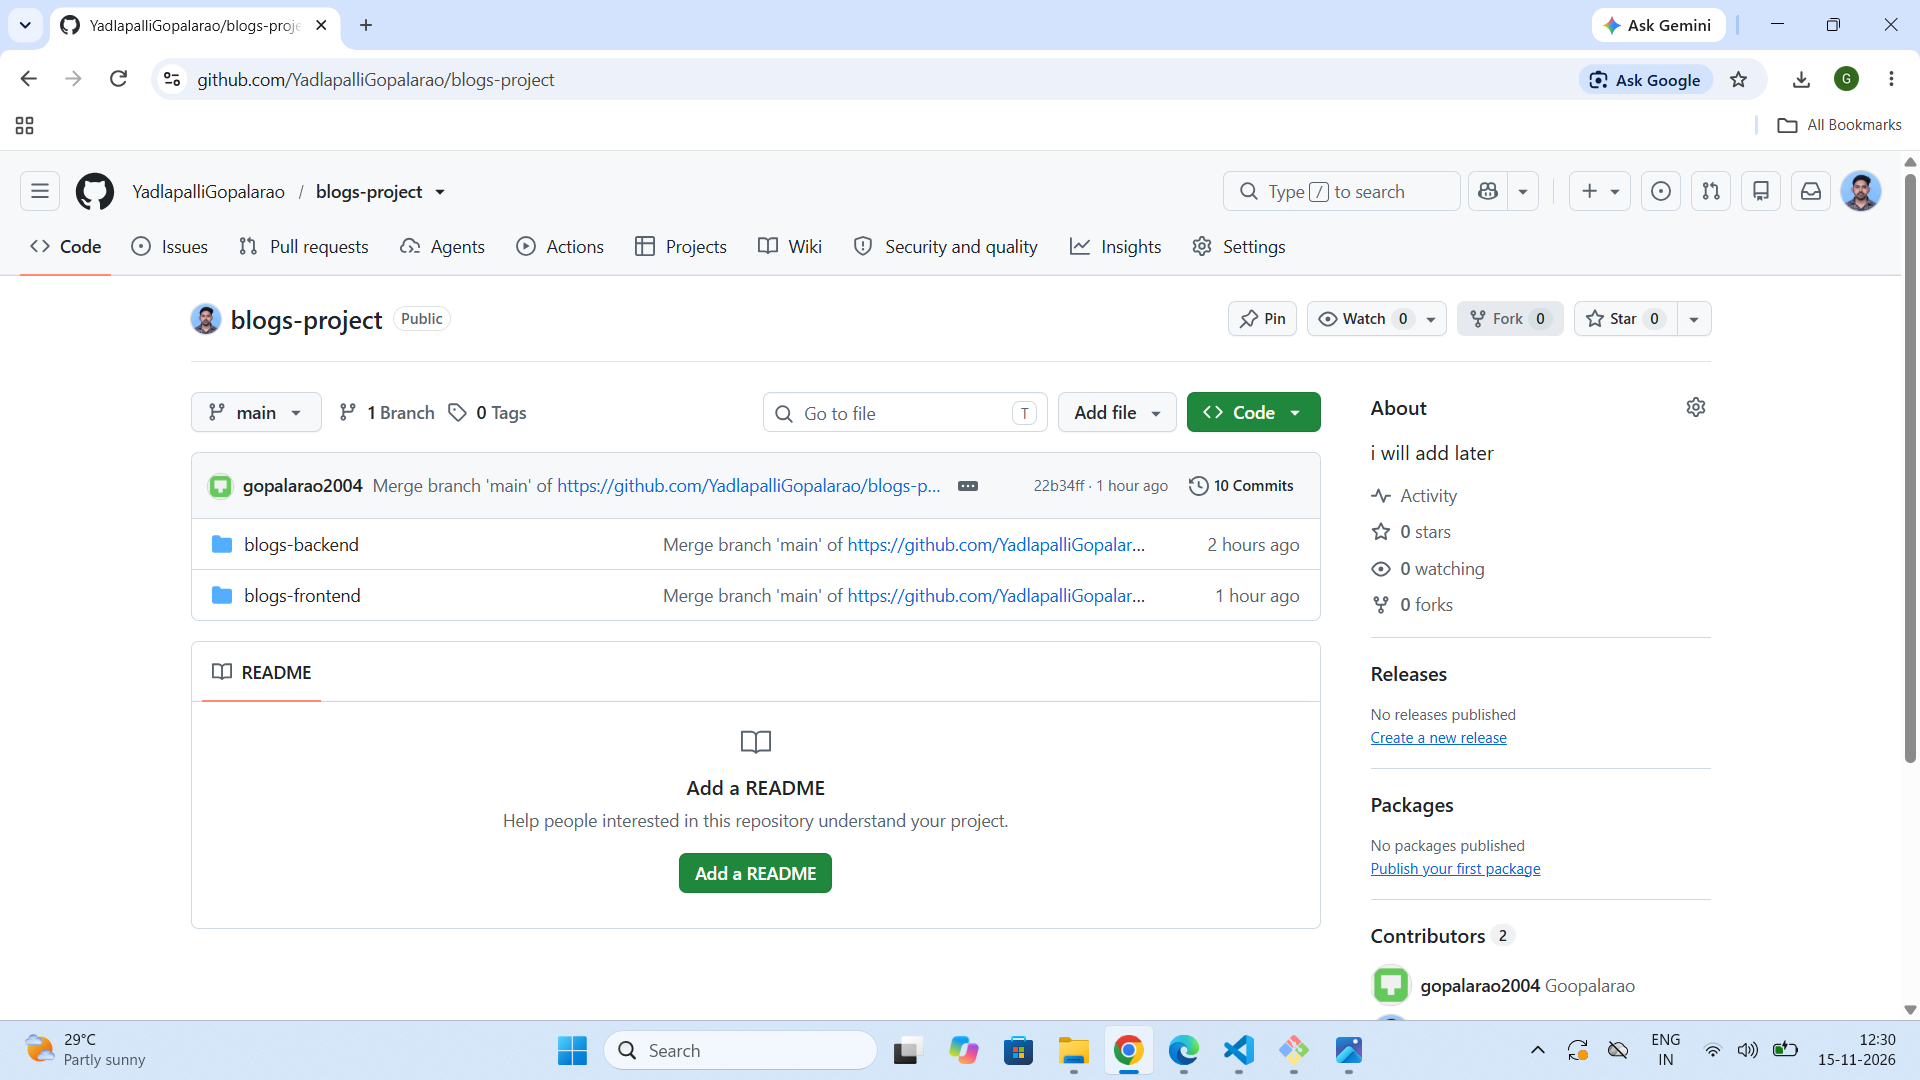 YadlapalliGopalarao/blogs-proje
Ask Gemini
github.com/YadlapalliGopalarao/blogs-project
Ask Google
G
All Bookmarks
YadlapalliGopalarao / blogs-project
Type / to search
Code Issues Pull requests Agents Actions Projects Wiki Security and quality Insights Settings
blogs-project Public
Pin Watch 0 Fork 0 Star 0
main 1 Branch 0 Tags
Go to file T Add file Code
gopalarao2004 Merge branch 'main' of https://github.com/YadlapalliGopalarao/blogs-p... 22b34ff · 1 hour ago 10 Commits
blogs-backend Merge branch 'main' of https://github.com/YadlapalliGopalar... 2 hours ago
blogs-frontend Merge branch 'main' of https://github.com/YadlapalliGopalar... 1 hour ago
README
Add a README
Help people interested in this repository understand your project.
Add a README
About
i will add later
Activity
0 stars
0 watching
0 forks
Releases
No releases published
Create a new release
Packages
No packages published
Publish your first package
Contributors 2
gopalarao2004 Goopalarao
29°C
Partly sunny
Search
ENG
IN
12:30
15-11-2026